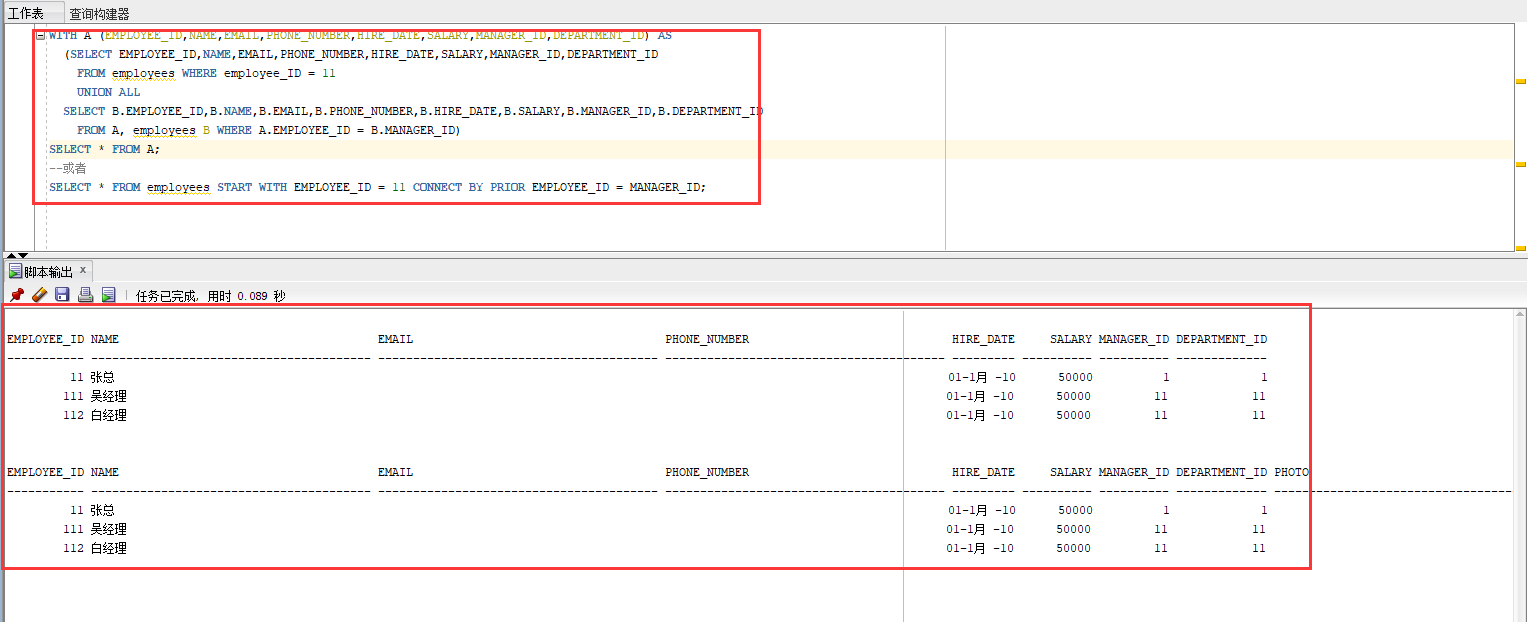 工作表 查询构建器
WITH A (EMPLOYEE_ID,NAME,EMAIL,PHONE_NUMBER,HIRE_DATE,SALARY,MANAGER_ID,DEPARTMENT_ID) AS
(SELECT EMPLOYEE_ID,NAME,EMAIL,PHONE_NUMBER,HIRE_DATE,SALARY,MANAGER_ID,DEPARTMENT_ID
FROM employees WHERE employee_ID = 11
UNION ALL
SELECT B.EMPLOYEE_ID,B.NAME,B.EMAIL,B.PHONE_NUMBER,B.HIRE_DATE,B.SALARY,B.MANAGER_ID,B.DEPARTMENT_ID
FROM A, employees B WHERE A.EMPLOYEE_ID = B.MANAGER_ID)
SELECT * FROM A;
--或者
SELECT * FROM employees START WITH EMPLOYEE_ID = 11 CONNECT BY PRIOR EMPLOYEE_ID = MANAGER_ID;
脚本输出 x
任务已完成, 用时 0.089 秒
EMPLOYEE_ID NAME EMAIL PHONE_NUMBER HIRE_DATE SALARY MANAGER_ID DEPARTMENT_ID
11 张总 01-1月 -10 50000 1 1
111 吴经理 01-1月 -10 50000 11 11
112 白经理 01-1月 -10 50000 11 11
EMPLOYEE_ID NAME EMAIL PHONE_NUMBER HIRE_DATE SALARY MANAGER_ID DEPARTMENT_ID PHOTO
11 张总 01-1月 -10 50000 1 1
111 吴经理 01-1月 -10 50000 11 11
112 白经理 01-1月 -10 50000 11 11